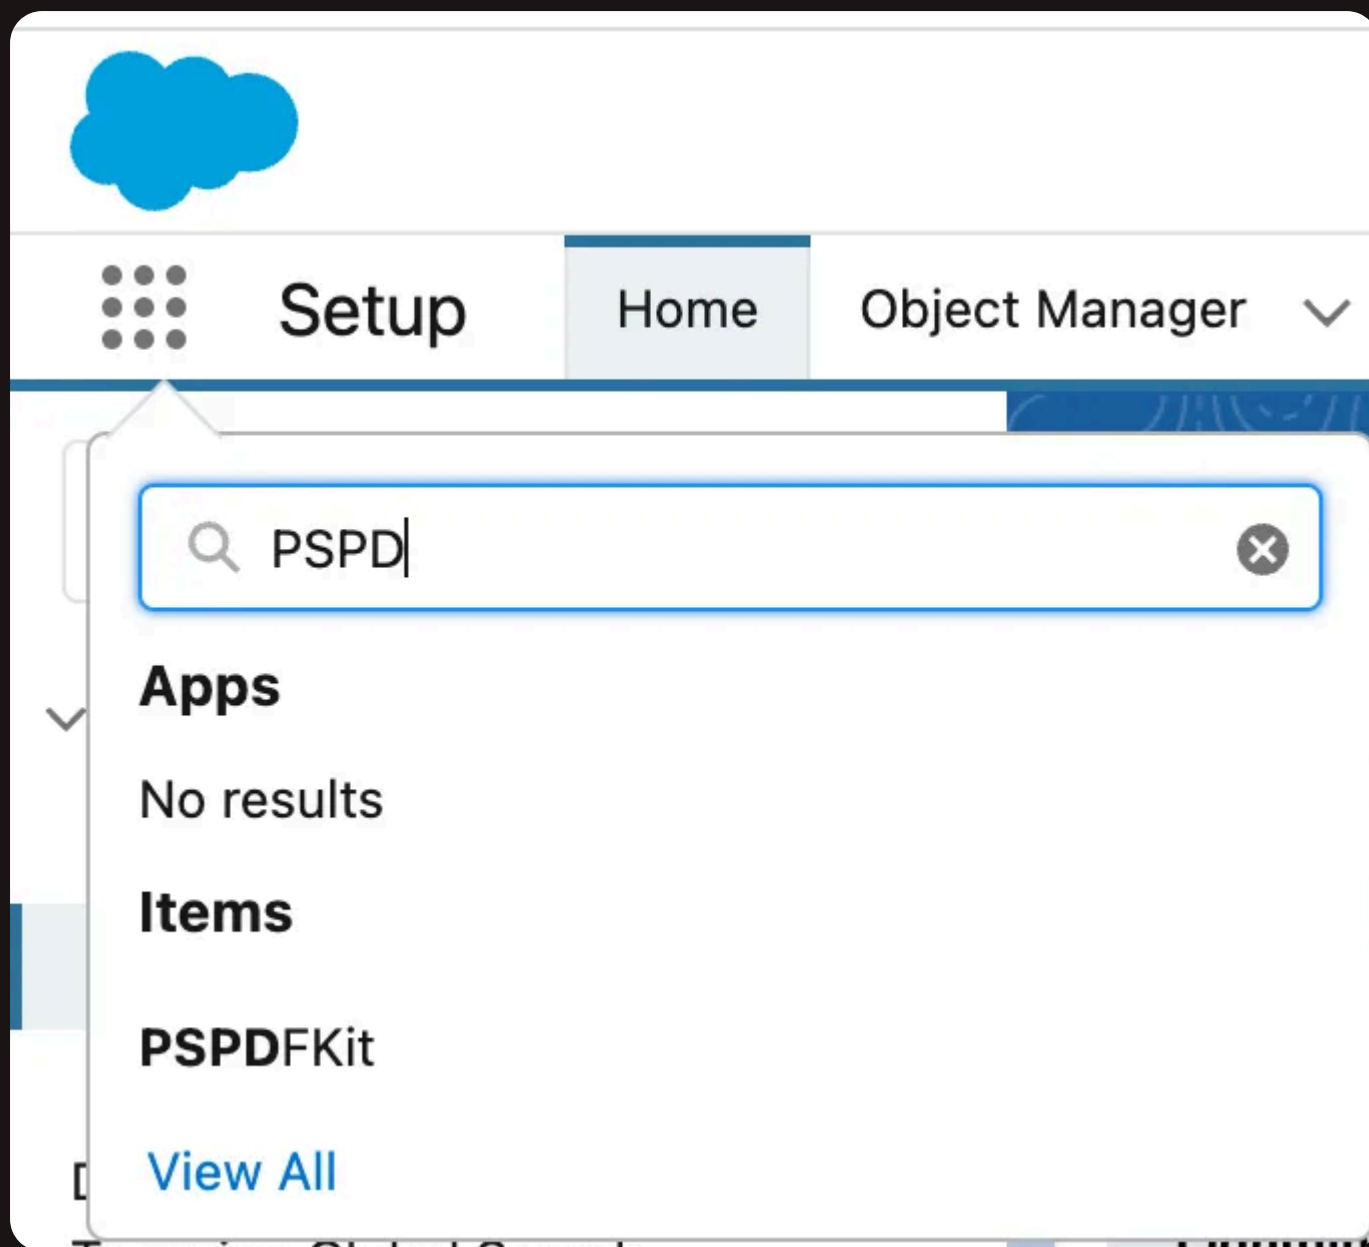 Setup Home Object Manager
PSPD
Apps
No results
Items
PSPDFKit
View All